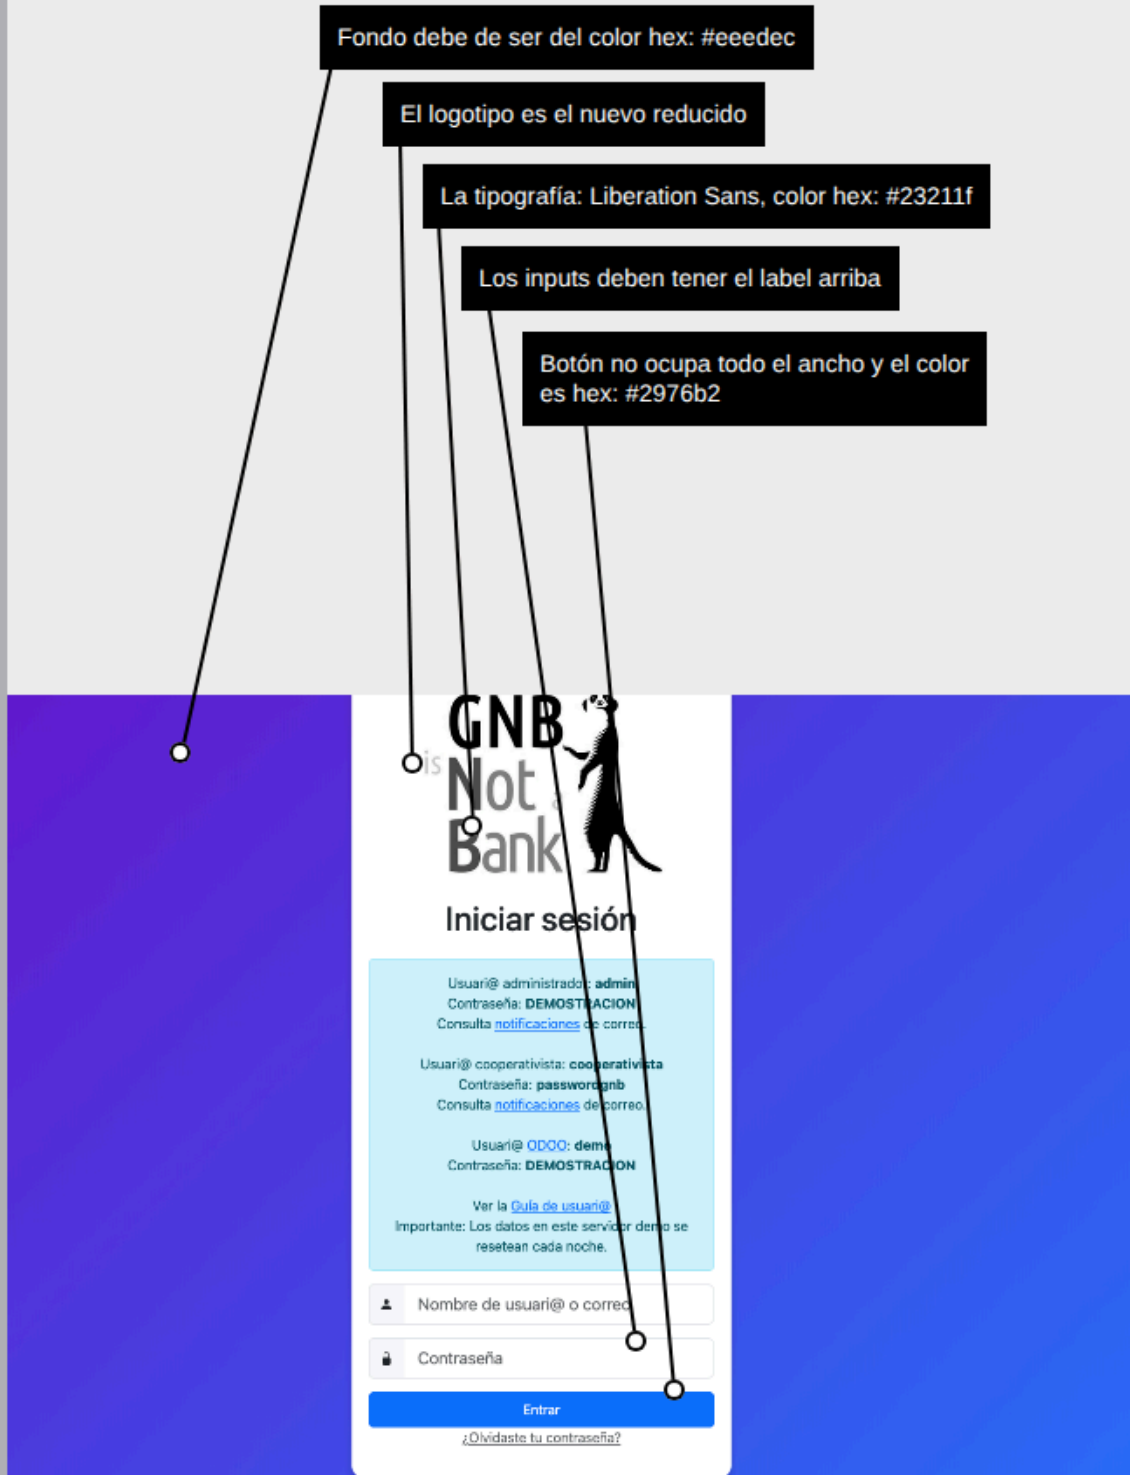 Fondo debe de ser del color hex: #eeedec
El logotipo es el nuevo reducido
La tipografía: Liberation Sans, color hex: #23211f
Los inputs deben tener el label arriba
Botón no ocupa todo el ancho y el color
es hex: #2976b2
GNB
is
Not a
Bank
Iniciar sesión
Usuari@ administrador: admin
Contraseña: DEMOSTRACION
Consulta notificaciones de correo.
Usuari@ cooperativista: cooperativista
Contraseña: passwordgnb
Consulta notificaciones de correo.
Usuari@ ODOO: demo
Contraseña: DEMOSTRACION
Ver la Guía de usuari@
Importante: Los datos en este servidor demo se
resetean cada noche.
Nombre de usuari@ o correo
Contraseña
Entrar
¿Olvidaste tu contraseña?